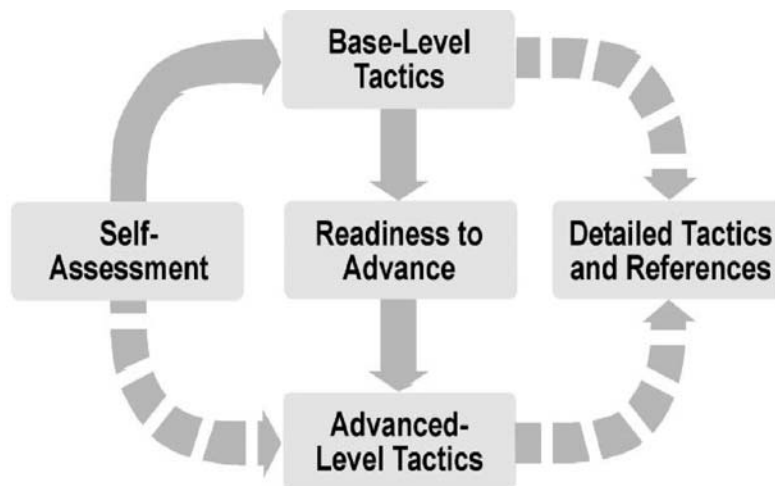 Base-Level
Tactics
Self-
Assessment
Readiness to
Advance
Detailed Tactics
and References
Advanced-
Level Tactics